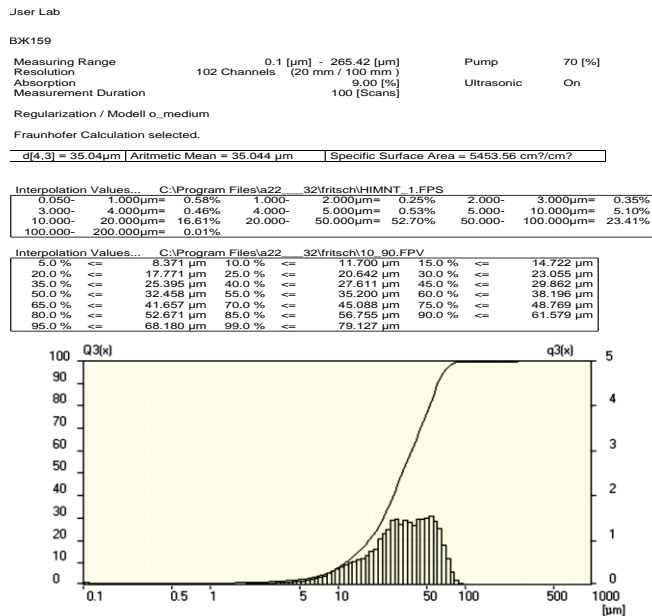 User Lab
ВЖ159
Measuring Range 0.1 [µm] - 265.42 [µm] Pump 70 [%]
Resolution 102 Channels (20 mm / 100 mm )
Absorption 9.00 [%] Ultrasonic On
Measurement Duration 100 [Scans]
Regularization / Modell o_medium
Fraunhofer Calculation selected.
d[4,3] = 35.04µm Aritmetic Mean = 35.044 µm Specific Surface Area = 5453.56 cm?/cm?
Interpolation Values... C:\Program Files\a22___32\fritsch\HIMNT_1.FPS
0.050- 1.000µm= 0.58% 1.000- 2.000µm= 0.25% 2.000- 3.000µm= 0.35%
3.000- 4.000µm= 0.46% 4.000- 5.000µm= 0.53% 5.000- 10.000µm= 5.10%
10.000- 20.000µm= 16.61% 20.000- 50.000µm= 52.70% 50.000- 100.000µm= 23.41%
100.000- 200.000µm= 0.01%
Interpolation Values... C:\Program Files\a22___32\fritsch\10_90.FPV
5.0 % <= 8.371 µm 10.0 % <= 11.700 µm 15.0 % <= 14.722 µm
20.0 % <= 17.771 µm 25.0 % <= 20.642 µm 30.0 % <= 23.055 µm
35.0 % <= 25.395 µm 40.0 % <= 27.611 µm 45.0 % <= 29.862 µm
50.0 % <= 32.458 µm 55.0 % <= 35.200 µm 60.0 % <= 38.196 µm
65.0 % <= 41.657 µm 70.0 % <= 45.088 µm 75.0 % <= 48.769 µm
80.0 % <= 52.671 µm 85.0 % <= 56.755 µm 90.0 % <= 61.579 µm
95.0 % <= 68.180 µm 99.0 % <= 79.127 µm
Q3(x) q3(x)
100 5
90
80 4
70
60 3
50
40 2
30
20 1
10
0 0
0.1 0.5 1 5 10 50 100 500 1000
[µm]